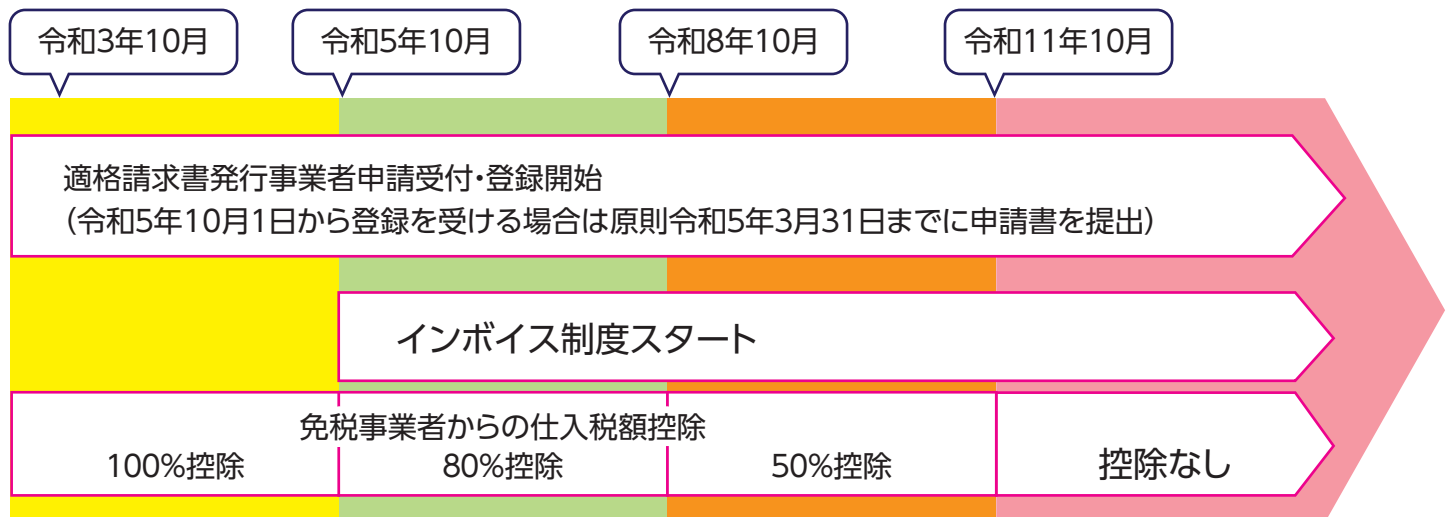 令和3年10月
令和5年10月
令和8年10月
令和11年10月
適格請求書発行事業者申請受付・登録開始
(令和5年10月1日から登録を受ける場合は原則令和5年3月31日までに申請書を提出)
インボイス制度スタート
免税事業者からの仕入税額控除
100%控除
80%控除
50%控除
控除なし